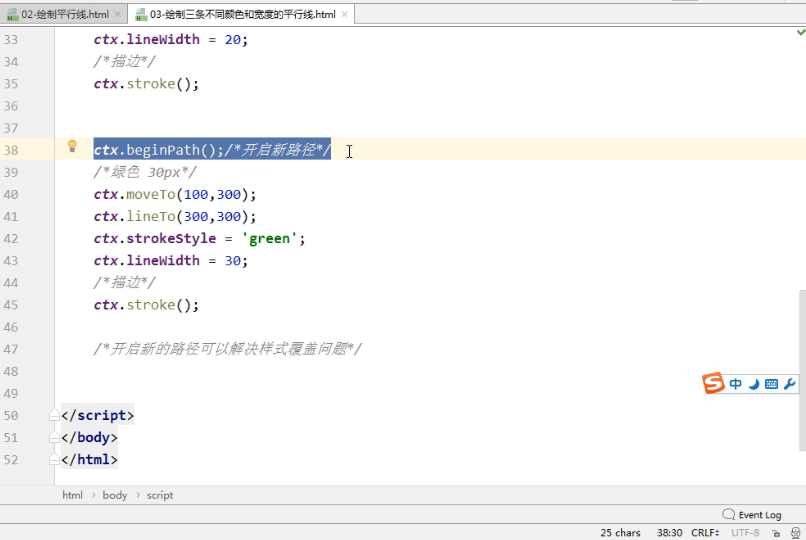 02-绘制平行线.html 03-绘制三条不同颜色和宽度的平行线.html
33 ctx.lineWidth = 20;
34 /*描边*/
35 ctx.stroke();
36
37
38 ctx.beginPath();/*开启新路径*/
39 /*绿色 30px*/
40 ctx.moveTo(100,300);
41 ctx.lineTo(300,300);
42 ctx.strokeStyle = 'green';
43 ctx.lineWidth = 30;
44 /*描边*/
45 ctx.stroke();
46
47 /*开启新的路径可以解决样式覆盖问题*/
48
49
50 </script>
51 </body>
52 </html>
S 中
html › body › script
Event Log
25 chars 38:30 CRLF UTF-8